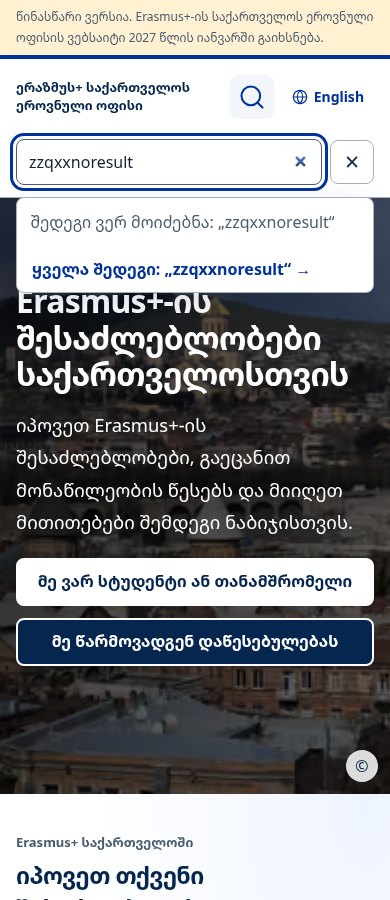 წინასწარი ვერსია. Erasmus+-ის საქართველოს ეროვნული
ოფისის ვებსაიტი 2027 წლის იანვარში გაიხსნება.
ერაზმუს+ საქართველოს
ეროვნული ოფისი
English
zzqxxnoresult
შედეგი ვერ მოიძებნა: „zzqxxnoresult“
ყველა შედეგი: „zzqxxnoresult“ →
Erasmus+-ის
შესაძლებლობები
საქართველოსთვის
იპოვეთ Erasmus+-ის
შესაძლებლობები, გაეცანით
მონაწილეობის წესებს და მიიღეთ
მითითებები შემდეგი ნაბიჯისთვის.
მე ვარ სტუდენტი ან თანამშრომელი
მე წარმოვადგენ დაწესებულებას
©
Erasmus+ საქართველოში
იპოვეთ თქვენი